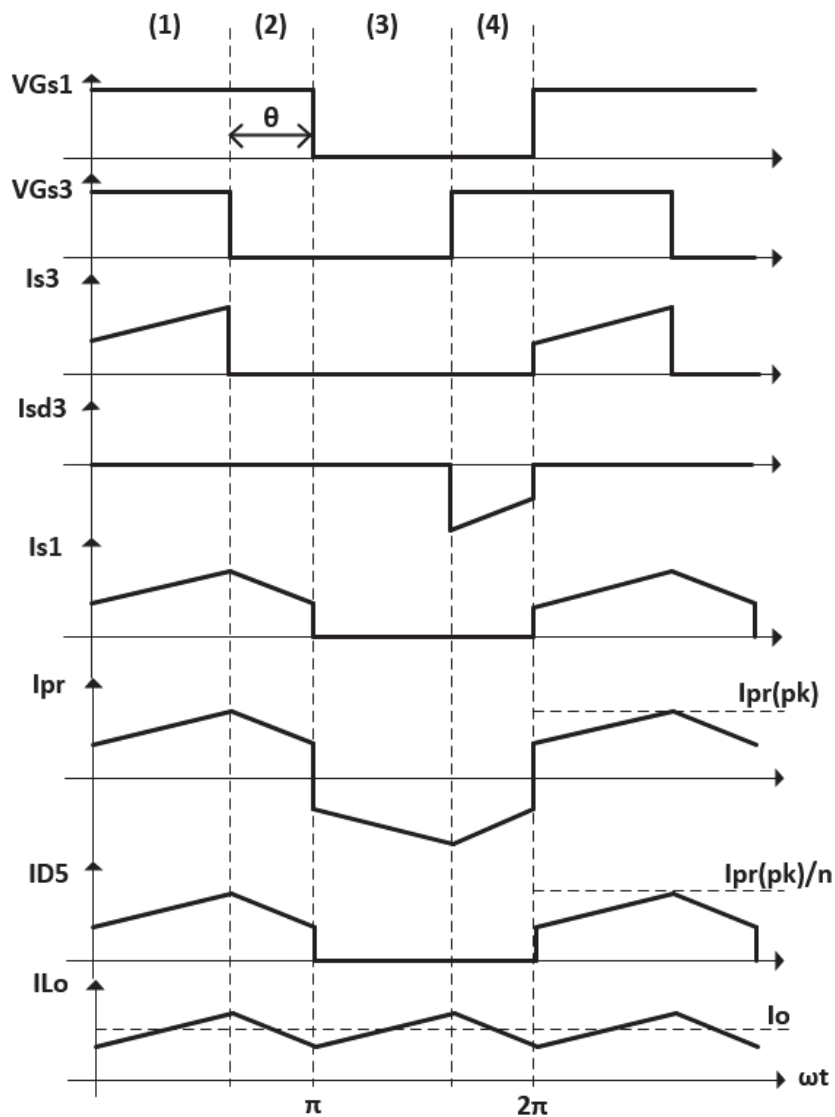 (1) (2) (3) (4)
VGs1
θ
VGs3
Is3
Isd3
Is1
Ipr
Ipr(pk)
ID5
Ipr(pk)/n
ILo
Io
ωt
π 2π